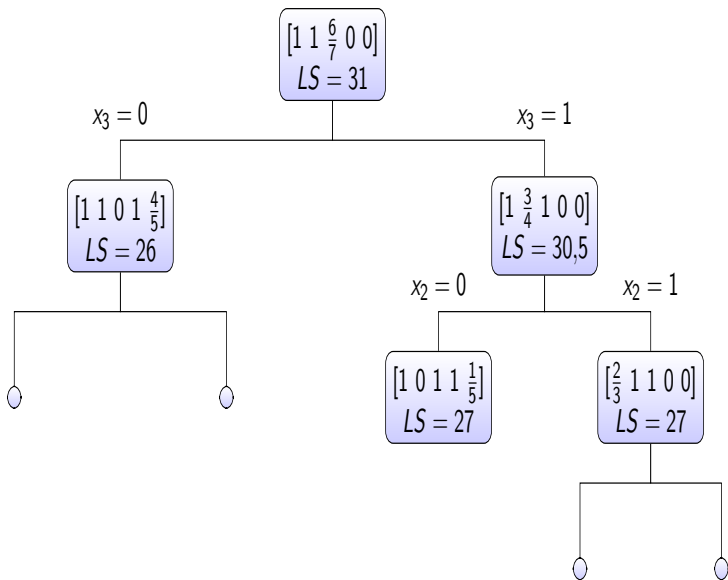 [1 1 6/7 0 0]
LS = 31
x₃ = 0
x₃ = 1
[1 1 0 1 4/5]
LS = 26
[1 3/4 1 0 0]
LS = 30,5
x₂ = 0
x₂ = 1
[1 0 1 1 1/5]
LS = 27
[2/3 1 1 0 0]
LS = 27